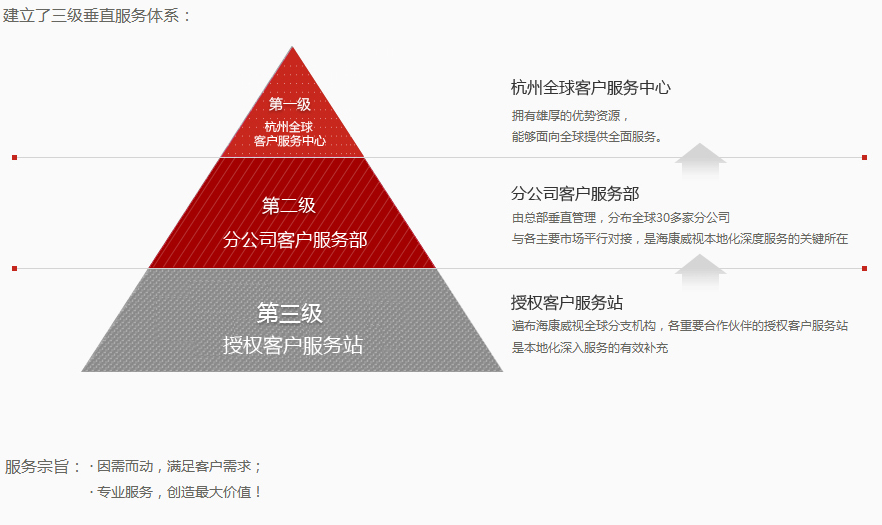 建立了三级垂直服务体系：
第一级
杭州全球
客户服务中心
杭州全球客户服务中心
拥有雄厚的优势资源，
能够面向全球提供全面服务。
第二级
分公司客户服务部
分公司客户服务部
由总部垂直管理，分布全球30多家分公司
与各主要市场平行对接，是海康威视本地化深度服务的关键所在
第三级
授权客户服务站
授权客户服务站
遍布海康威视全球分支机构，各重要合作伙伴的授权客户服务站
是本地化深入服务的有效补充
服务宗旨： · 因需而动，满足客户需求；
· 专业服务，创造最大价值！